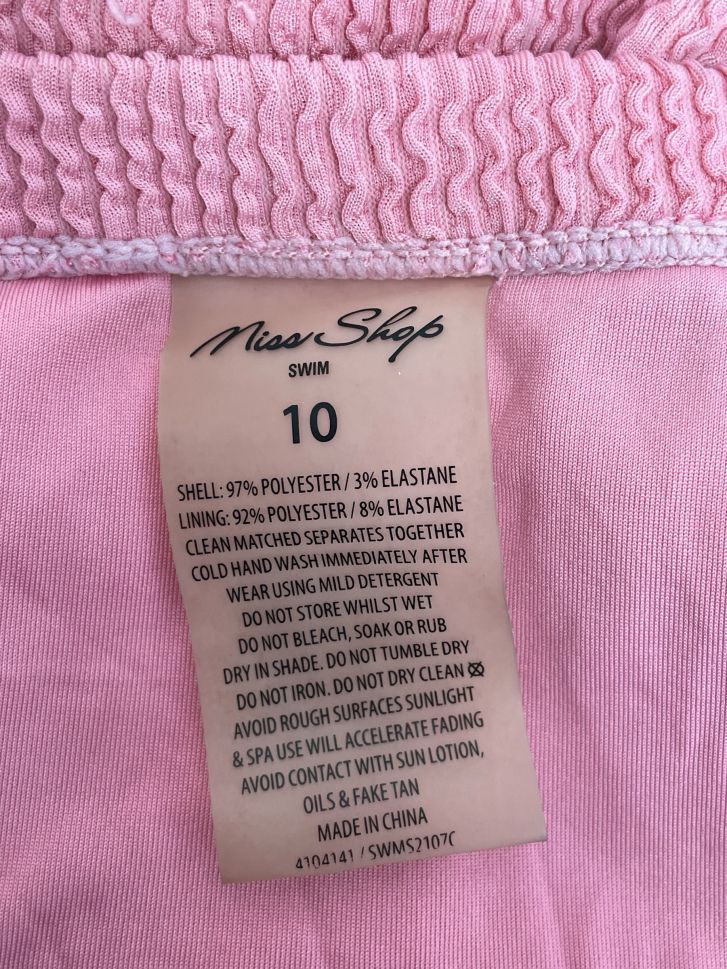 Miss Shop
SWIM
10
SHELL: 97% POLYESTER / 3% ELASTANE
LINING: 92% POLYESTER / 8% ELASTANE
CLEAN MATCHED SEPARATES TOGETHER
COLD HAND WASH IMMEDIATELY AFTER
WEAR USING MILD DETERGENT
DO NOT STORE WHILST WET
DO NOT BLEACH, SOAK OR RUB
DRY IN SHADE. DO NOT TUMBLE DRY
DO NOT IRON. DO NOT DRY CLEAN
AVOID ROUGH SURFACES SUNLIGHT
& SPA USE WILL ACCELERATE FADING
AVOID CONTACT WITH SUN LOTION,
OILS & FAKE TAN
MADE IN CHINA
4104141 / SWMS2107C